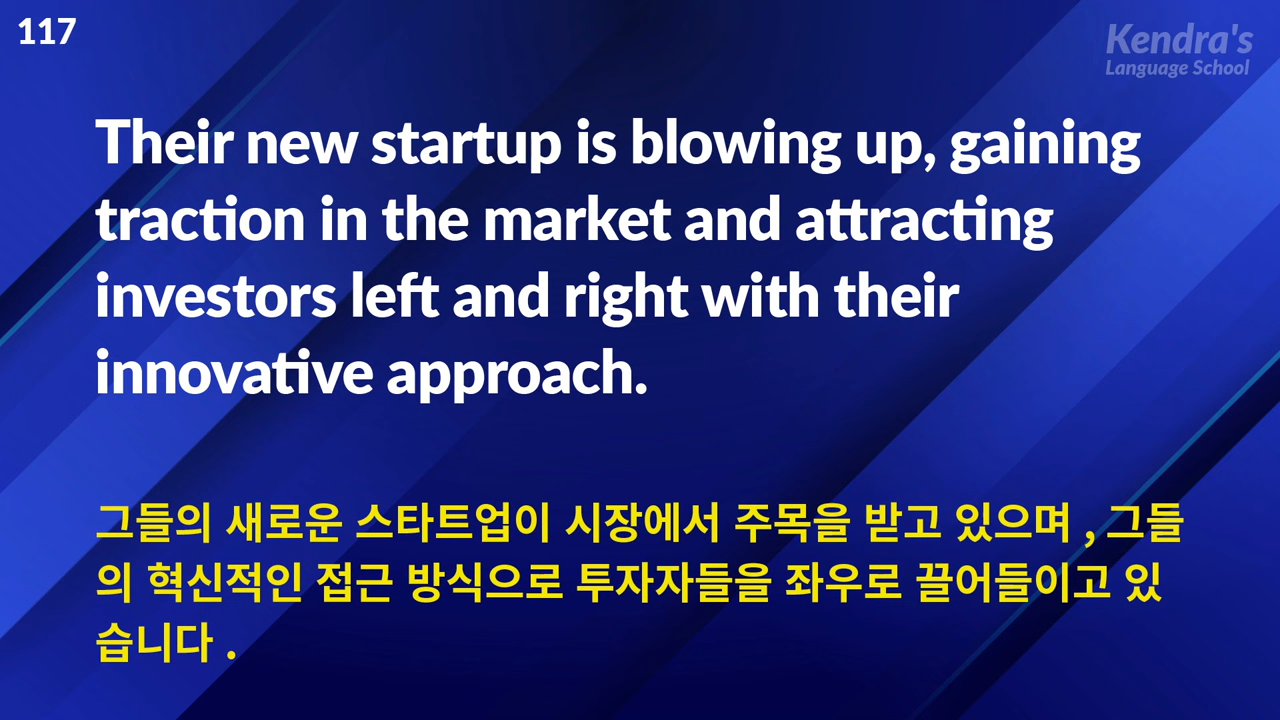 117
Kendra's
Language School
Their new startup is blowing up, gaining
traction in the market and attracting
investors left and right with their
innovative approach.
그들의 새로운 스타트업이 시장에서 주목을 받고 있으며 , 그들
의 혁신적인 접근 방식으로 투자자들을 좌우로 끌어들이고 있
습니다 .